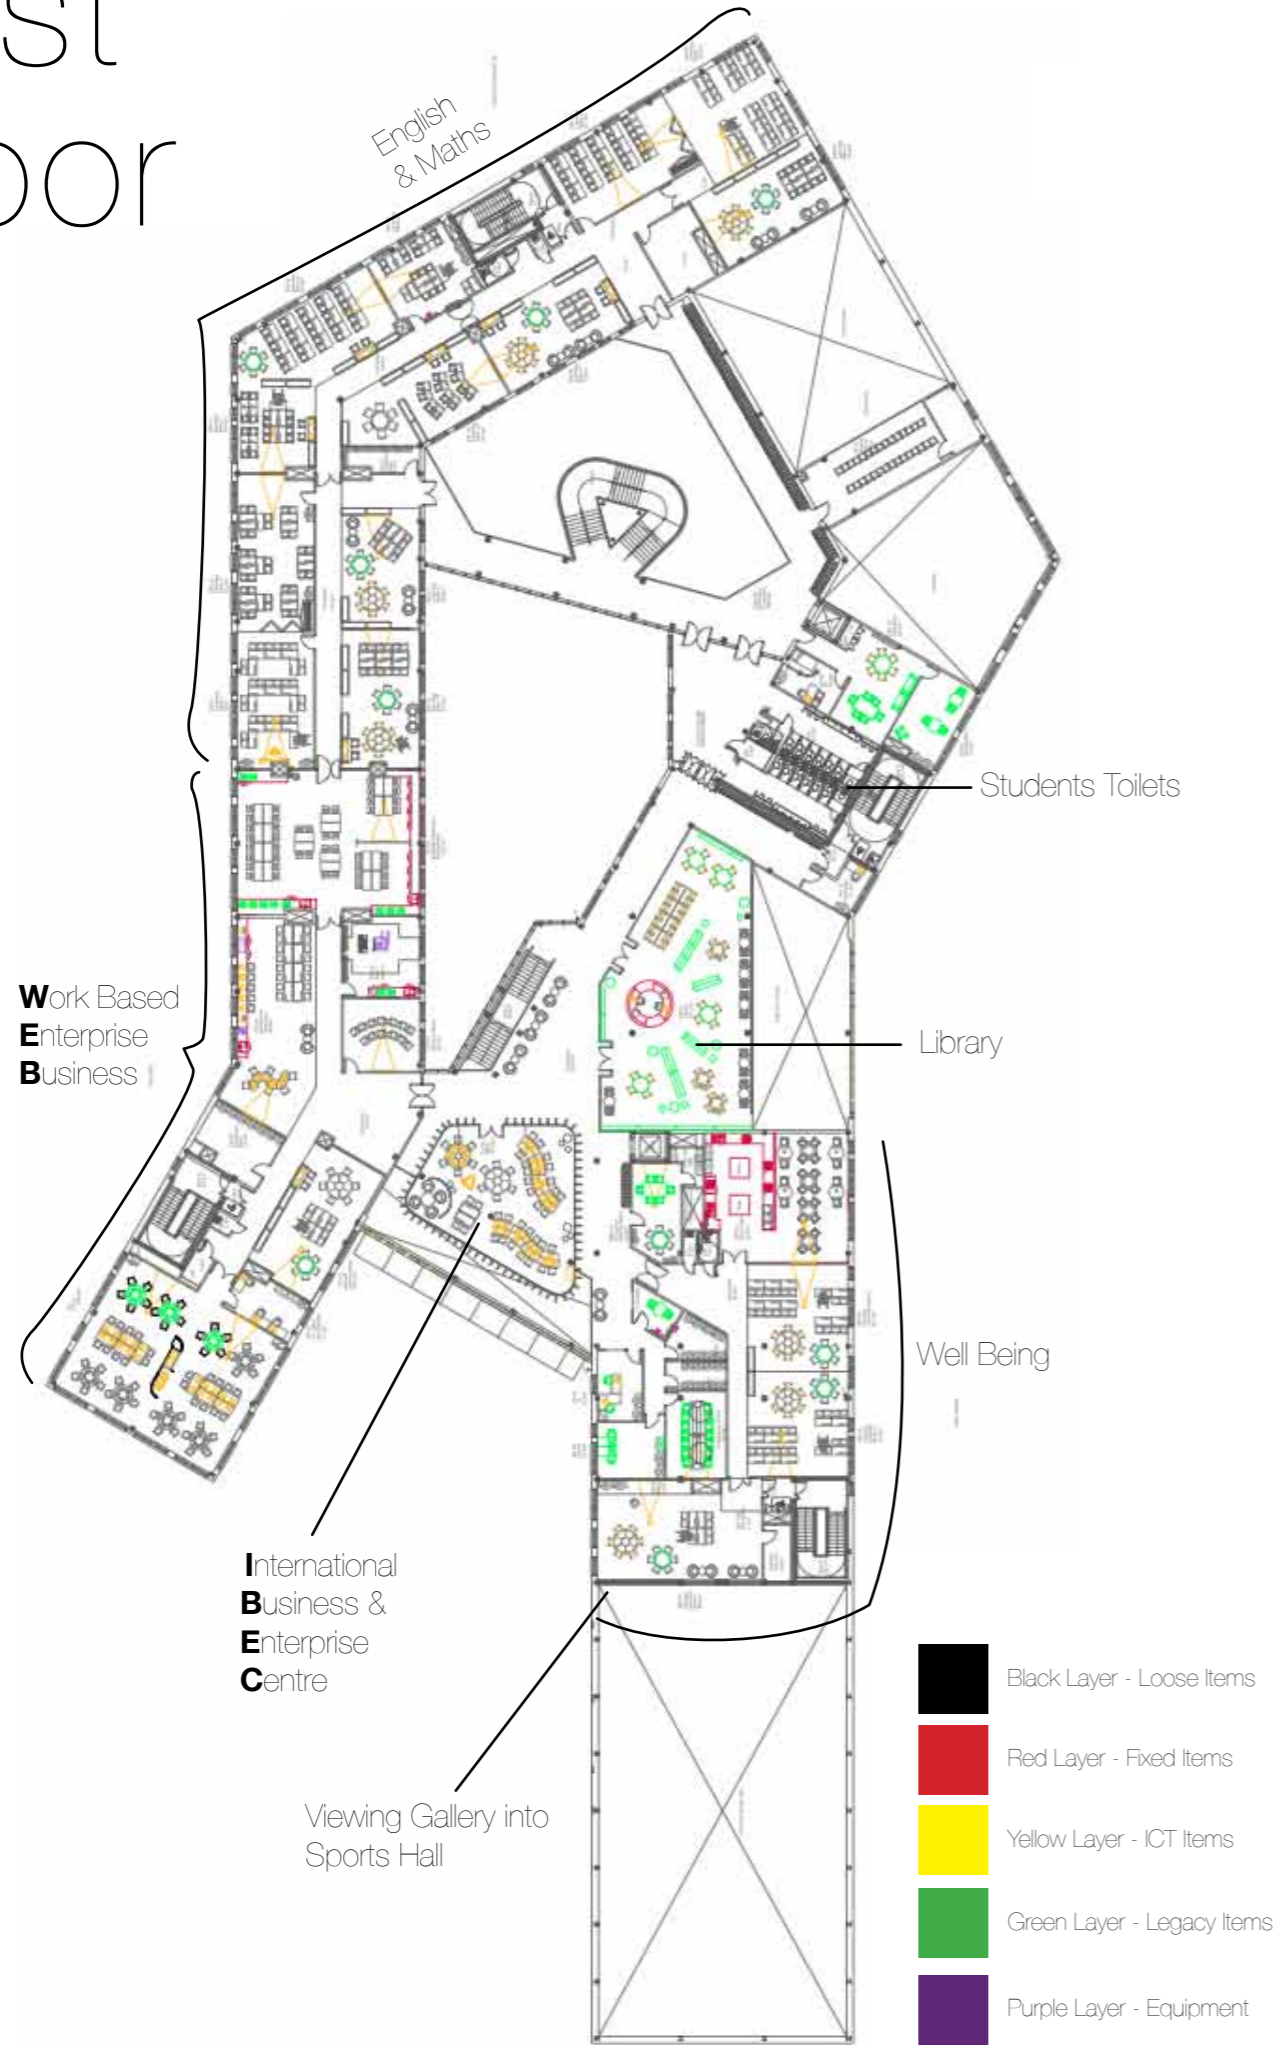 st
oor
English
& Maths
Students Toilets
Library
Work Based
Enterprise
Business
Well Being
International
Business &
Enterprise
Centre
Viewing Gallery into
Sports Hall
Black Layer - Loose Items
Red Layer - Fixed Items
Yellow Layer - ICT Items
Green Layer - Legacy Items
Purple Layer - Equipment